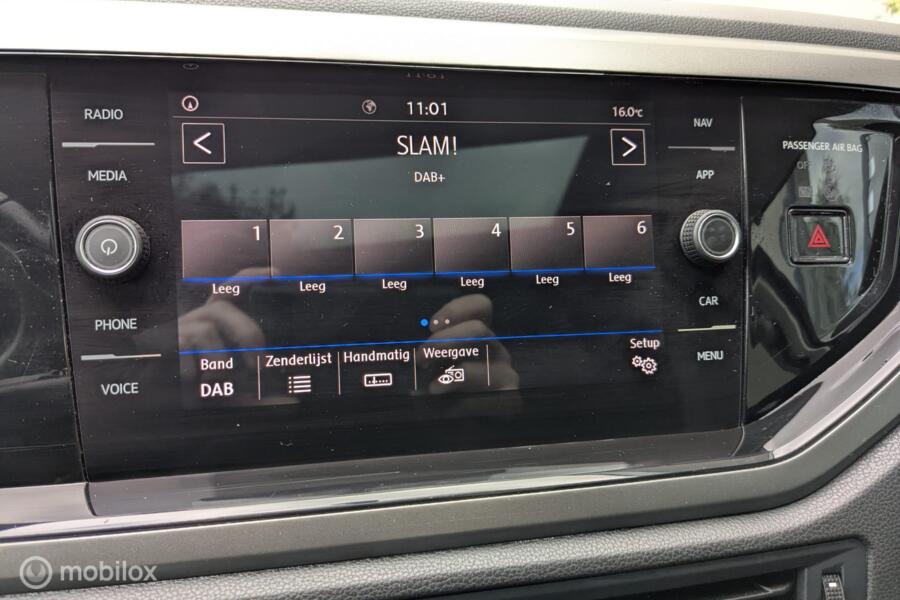 RADIO
MEDIA
PHONE
VOICE
11:01
16.0°C
SLAM!
DAB+
<
>
1 2 3 4 5 6
Leeg Leeg Leeg Leeg Leeg Leeg
Band Zenderlijst Handmatig Weergave Setup
DAB
NAV
APP
CAR
MENU
PASSENGER AIR BAG
mobilox